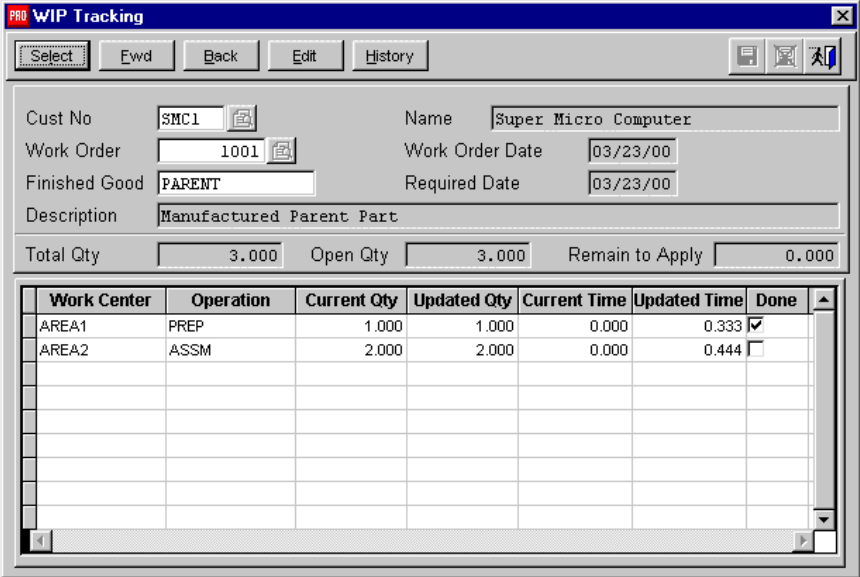 PRO WIP Tracking
Select Fwd Back Edit History
Cust No SMC1 Name Super Micro Computer
Work Order 1001 Work Order Date 03/23/00
Finished Good PARENT Required Date 03/23/00
Description Manufactured Parent Part
Total Qty 3.000 Open Qty 3.000 Remain to Apply 0.000
Work Center Operation Current Qty Updated Qty Current Time Updated Time Done
AREA1 PREP 1.000 1.000 0.000 0.333
AREA2 ASSM 2.000 2.000 0.000 0.444